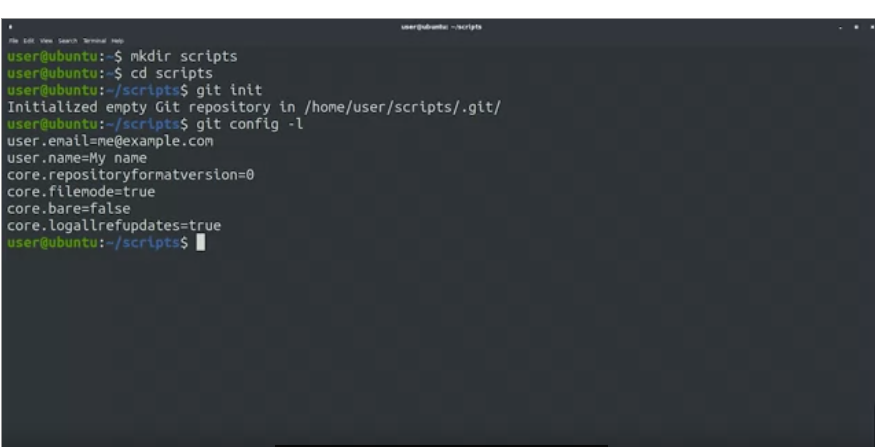 user@ubuntu: ~/scripts
File Edit View Search Terminal Help
user@ubuntu:~$ mkdir scripts
user@ubuntu:~$ cd scripts
user@ubuntu:~/scripts$ git init
Initialized empty Git repository in /home/user/scripts/.git/
user@ubuntu:~/scripts$ git config -l
user.email=me@example.com
user.name=My name
core.repositoryformatversion=0
core.filemode=true
core.bare=false
core.logallrefupdates=true
user@ubuntu:~/scripts$